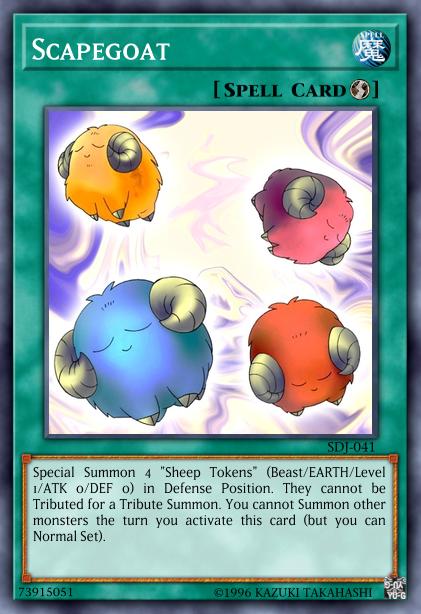 Scapegoat
SPELL
魔
[Spell Card]
SDJ-041
Special Summon 4 "Sheep Tokens" (Beast/EARTH/Level
1/ATK 0/DEF 0) in Defense Position. They cannot be
Tributed for a Tribute Summon. You cannot Summon other
monsters the turn you activate this card (but you can
Normal Set).
73915051
©1996 KAZUKI TAKAHASHI